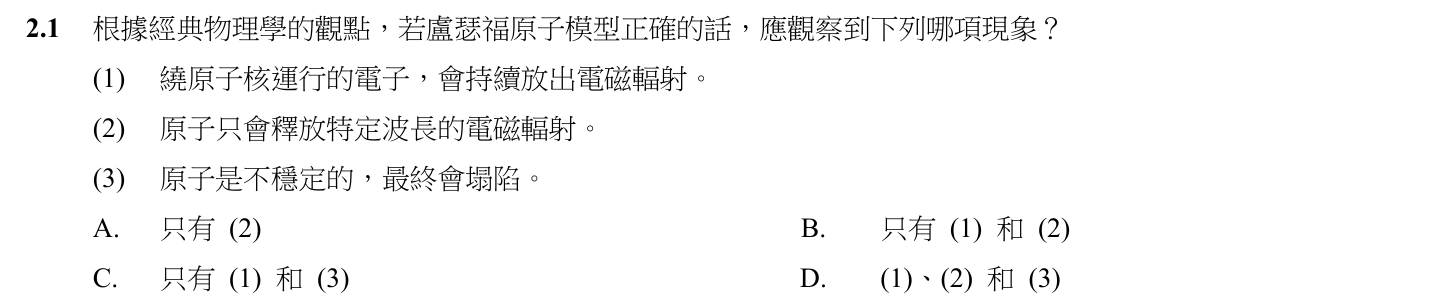 2.1 根據經典物理學的觀點，若盧瑟福原子模型正確的話，應觀察到下列哪項現象？
(1) 繞原子核運行的電子，會持續放出電磁輻射。
(2) 原子只會釋放特定波長的電磁輻射。
(3) 原子是不穩定的，最終會塌陷。
A. 只有 (2) B. 只有 (1) 和 (2)
C. 只有 (1) 和 (3) D. (1)、(2) 和 (3)